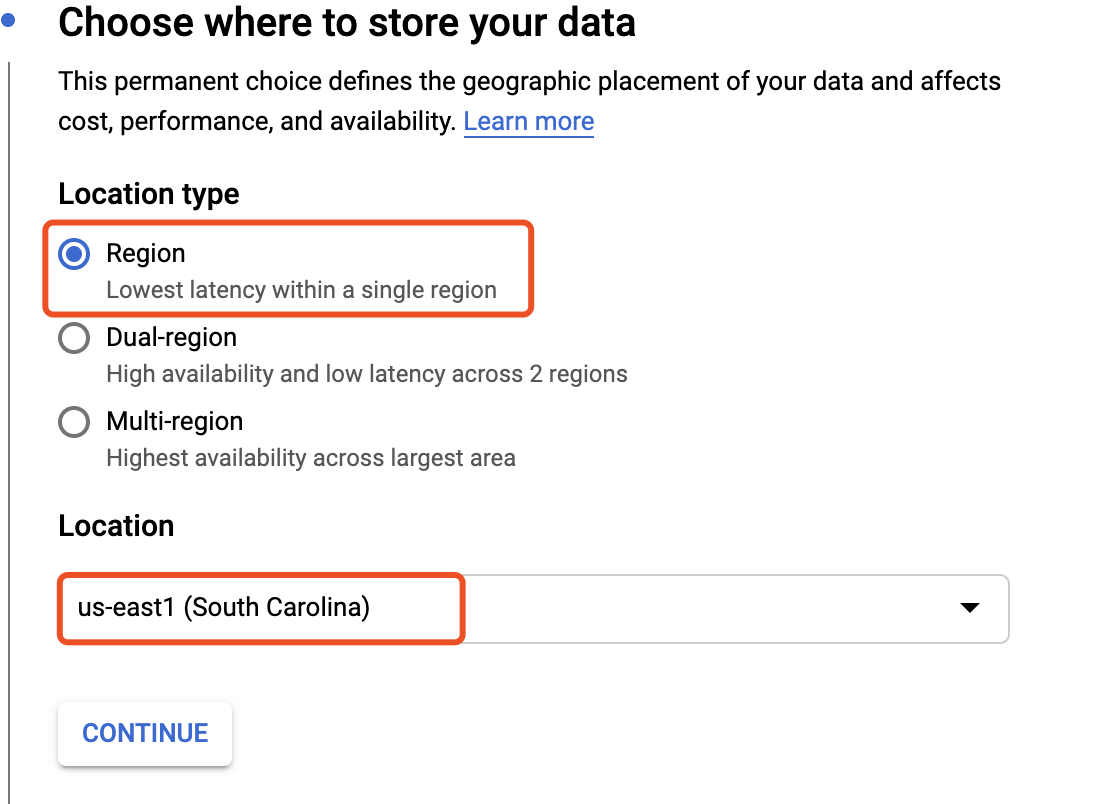 Choose where to store your data
This permanent choice defines the geographic placement of your data and affects
cost, performance, and availability. Learn more
Location type
Region
Lowest latency within a single region
Dual-region
High availability and low latency across 2 regions
Multi-region
Highest availability across largest area
Location
us-east1 (South Carolina)
CONTINUE